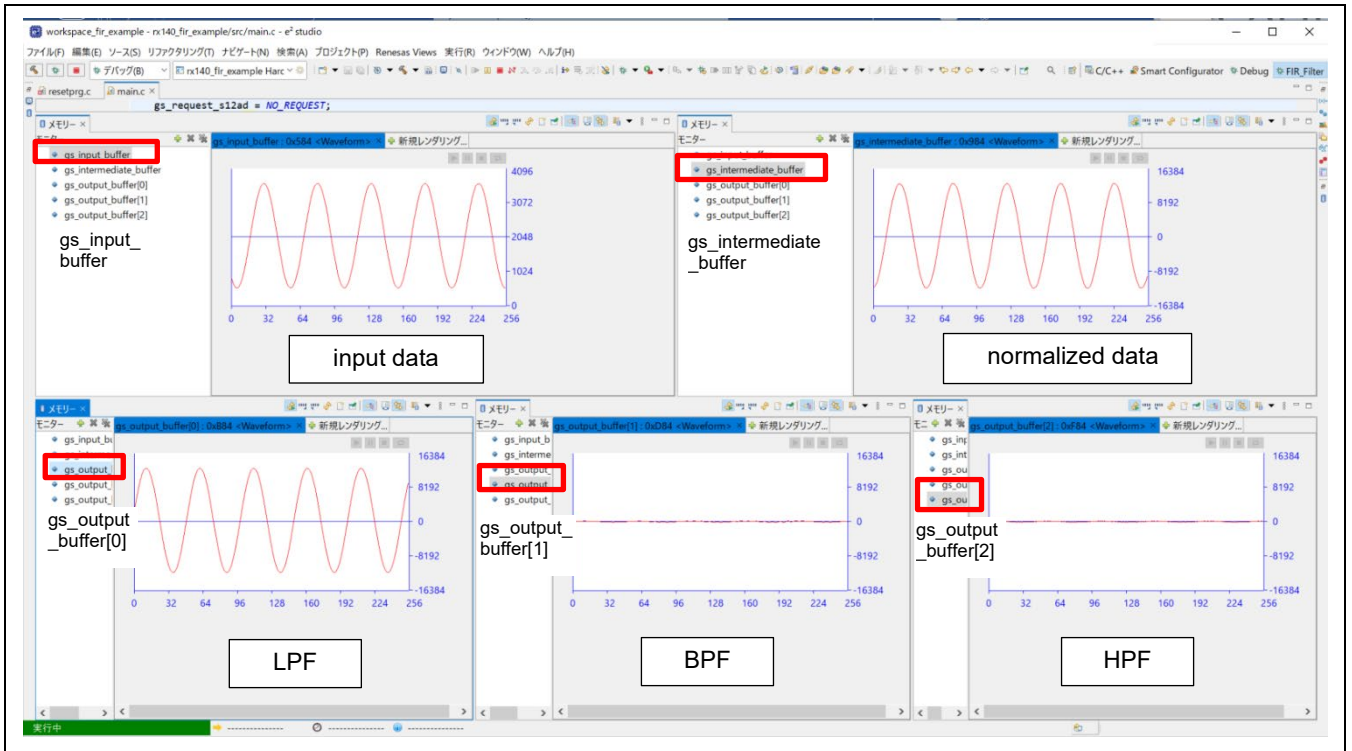 workspace_fir_example - rx140_fir_example/src/main.c - e² studio
ファイル(F) 編集(E) ソース(S) リファクタリング(T) ナビゲート(N) 検索(A) プロジェクト(P) Renesas Views 実行(R) ウィンドウ(W) ヘルプ(H)
デバッグ(B) rx140_fir_example Harc C/C++ Smart Configurator Debug FIR_Filter
resetprg.c main.c
gs_request_s12ad = NO_REQUEST;
メモリー
モニター
gs_input_buffer : 0x584 <Waveform> 新規レンダリング...
gs_input_buffer
gs_intermediate_buffer
gs_output_buffer[0]
gs_output_buffer[1]
gs_output_buffer[2]
gs_input_
buffer
4096
3072
2048
1024
0
0 32 64 96 128 160 192 224 256
input data
メモリー
モニター
gs_intermediate_buffer : 0x984 <Waveform> 新規レンダリング...
gs_input_buffer
gs_intermediate_buffer
gs_output_buffer[0]
gs_output_buffer[1]
gs_output_buffer[2]
gs_intermediate
_buffer
16384
8192
0
-8192
-16384
0 32 64 96 128 160 192 224 256
normalized data
メモリー
モニター
gs_output_buffer[0] : 0x884 <Waveform> 新規レンダリング...
gs_input_bu
gs_interme
gs_output_
gs_output_
gs_output_
gs_output
_buffer[0]
16384
8192
0
-8192
-16384
0 32 64 96 128 160 192 224 256
LPF
メモリー
モニター
gs_output_buffer[1] : 0xD84 <Waveform> 新規レンダリング...
gs_input_b
gs_interme
gs_output_
gs_output_
gs_output_
gs_output_
buffer[1]
16384
8192
0
-8192
-16384
0 32 64 96 128 160 192 224 256
BPF
メモリー
モニ
gs_output_buffer[2] : 0xF84 <Waveform> 新規レンダリング...
gs_inp
gs_int
gs_ou
gs_ou
gs_ou
gs_output
_buffer[2]
16384
8192
0
-8192
-16384
0 32 64 96 128 160 192 224 256
HPF
実行中